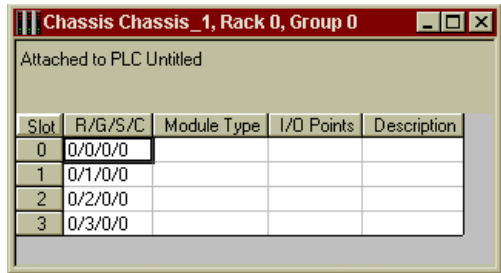 Chassis Chassis_1, Rack 0, Group 0
Attached to PLC Untitled
Slot R/G/S/C Module Type I/O Points Description
0 0/0/0/0
1 0/1/0/0
2 0/2/0/0
3 0/3/0/0